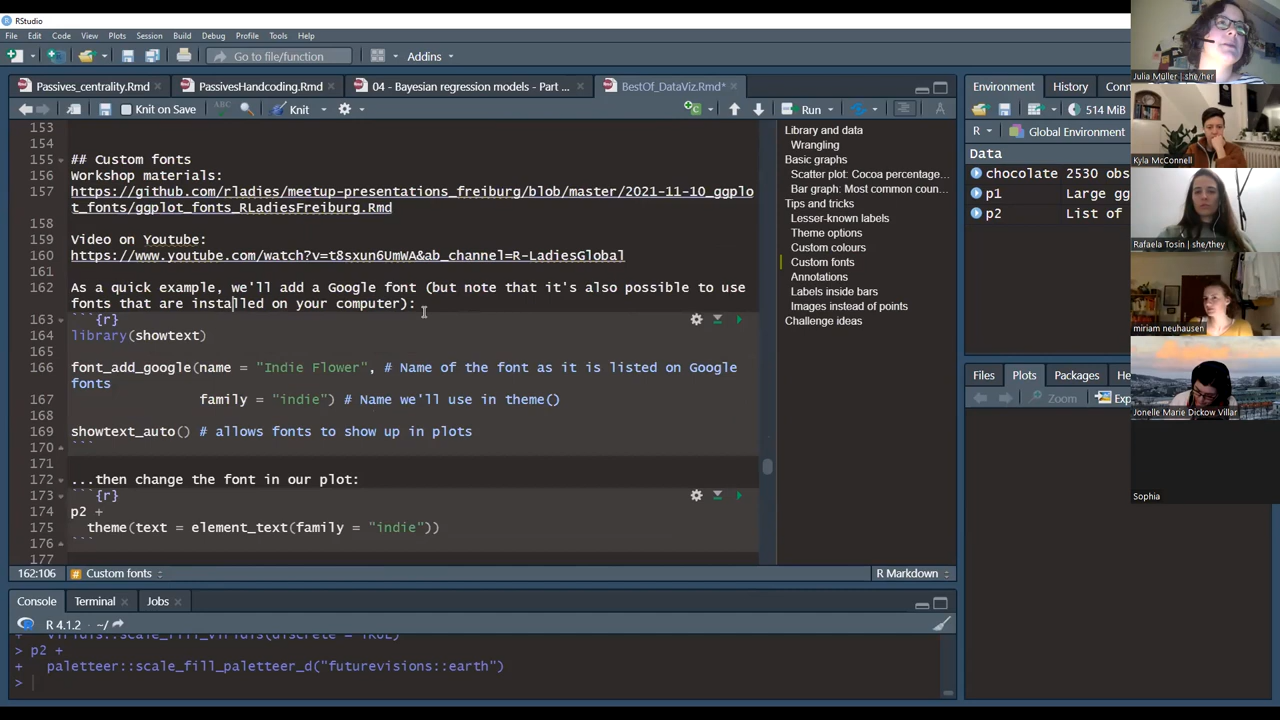 RStudio
File Edit Code View Plots Session Build Debug Profile Tools Help
Go to file/function Addins
Passives_centrality.Rmd PassivesHandcoding.Rmd 04 - Bayesian regression models - Part ... BestOf_DataViz.Rmd*
Knit on Save Knit Run
153
154
155 ## Custom fonts
156 Workshop materials:
157 https://github.com/rladies/meetup-presentations_freiburg/blob/master/2021-11-10_ggplo
t_fonts/ggplot_fonts_RLadiesFreiburg.Rmd
158
159 Video on Youtube:
160 https://www.youtube.com/watch?v=t8sxun6UmWA&ab_channel=R-LadiesGlobal
161
162 As a quick example, we'll add a Google font (but note that it's also possible to use
fonts that are installed on your computer):
163 ```{r}
164 library(showtext)
165
166 font_add_google(name = "Indie Flower", # Name of the font as it is listed on Google
fonts
167 family = "indie") # Name we'll use in theme()
168
169 showtext_auto() # allows fonts to show up in plots
170 ```
171
172 ...then change the font in our plot:
173 ```{r}
174 p2 +
175 theme(text = element_text(family = "indie"))
176 ```
177
162:106 # Custom fonts R Markdown
Library and data
Wrangling
Basic graphs
Scatter plot: Cocoa percentage...
Bar graph: Most common coun...
Tips and tricks
Lesser-known labels
Theme options
Custom colours
Custom fonts
Annotations
Labels inside bars
Images instead of points
Challenge ideas
Console Terminal Jobs
R 4.1.2 · ~/
+ viridis::scale_fill_viridis(discrete = TRUE)
> p2 +
+ paletteer::scale_fill_paletteer_d("futurevisions::earth")
>
Environment History Conn
514 MiB
R Global Environment
Data
chocolate 2530 obs
p1 Large gg
p2 List of
Files Plots Packages He
Zoom Exp
Julia Müller | she/her
Kyla McConnell
Rafaela Tosin | she/they
miriam neuhausen
Jonelle Marie Dickow Villar
Sophia